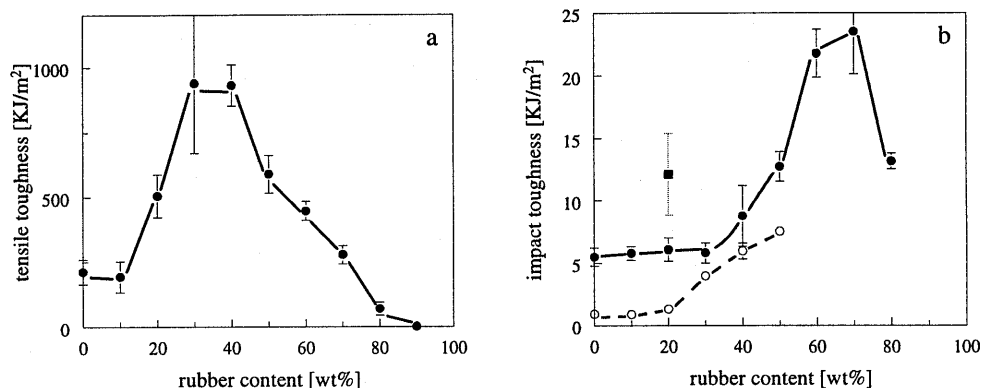 a
tensile toughness [KJ/m²]
1000
500
0
0 20 40 60 80 100
rubber content [wt%]
b
impact toughness [KJ/m²]
25
20
15
10
5
0
0 20 40 60 80 100
rubber content [wt%]